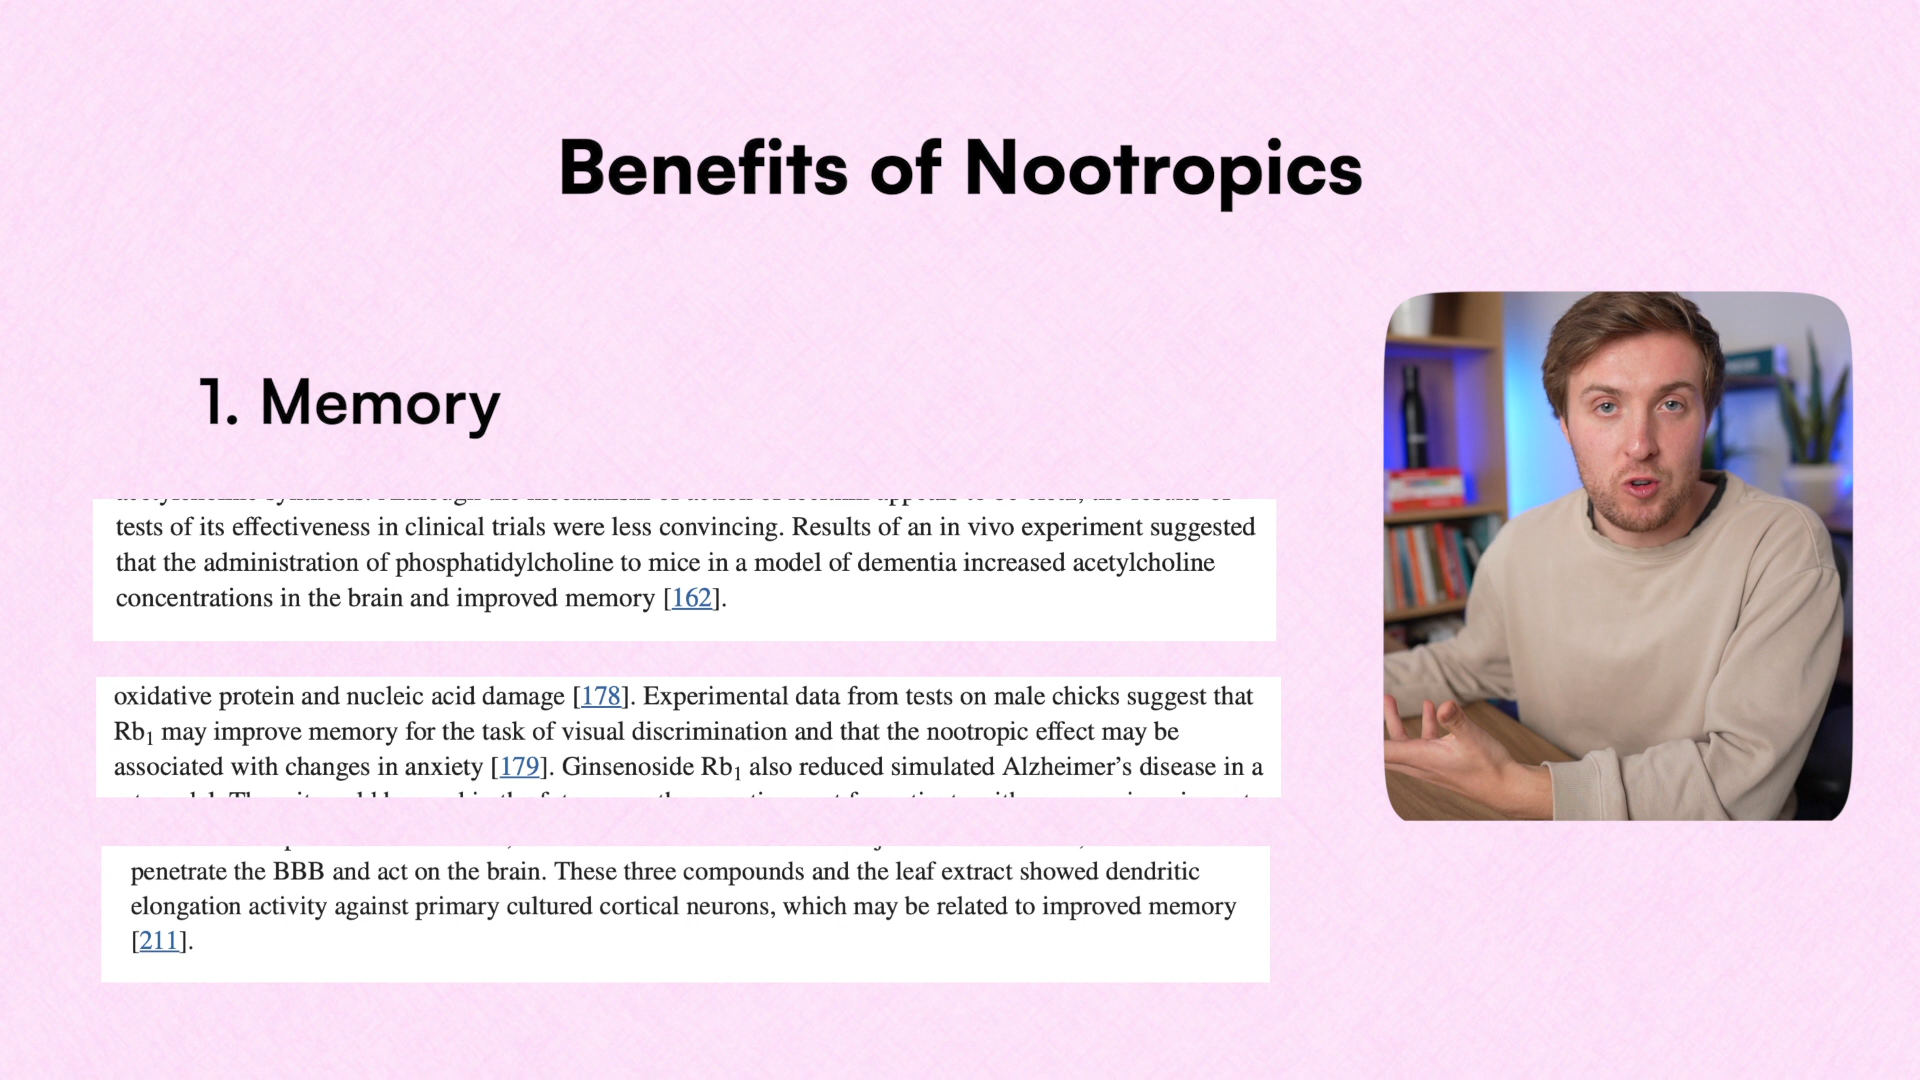 Benefits of Nootropics
1. Memory
tests of its effectiveness in clinical trials were less convincing. Results of an in vivo experiment suggested
that the administration of phosphatidylcholine to mice in a model of dementia increased acetylcholine
concentrations in the brain and improved memory [162].
oxidative protein and nucleic acid damage [178]. Experimental data from tests on male chicks suggest that
Rb₁ may improve memory for the task of visual discrimination and that the nootropic effect may be
associated with changes in anxiety [179]. Ginsenoside Rb₁ also reduced simulated Alzheimer’s disease in a
penetrate the BBB and act on the brain. These three compounds and the leaf extract showed dendritic
elongation activity against primary cultured cortical neurons, which may be related to improved memory
[211].